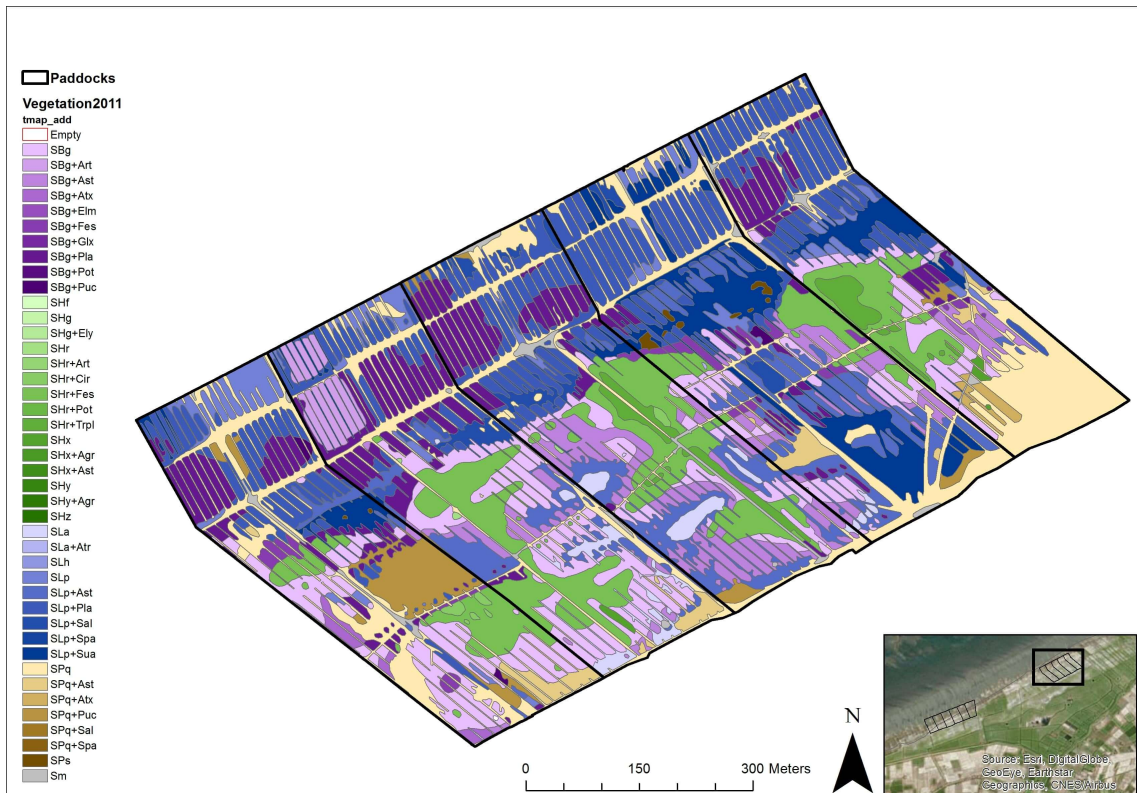 Paddocks
Vegetation2011
tmap_add
Empty
SBg
SBg+Art
SBg+Ast
SBg+Atx
SBg+Elm
SBg+Fes
SBg+Glx
SBg+Pla
SBg+Pot
SBg+Puc
SHf
SHg
SHg+Ely
SHr
SHr+Art
SHr+Cir
SHr+Fes
SHr+Pot
SHr+Trpl
SHx
SHx+Agr
SHx+Ast
SHy
SHy+Agr
SHz
SLa
SLa+Atr
SLh
SLp
SLp+Ast
SLp+Pla
SLp+Sal
SLp+Spa
SLp+Sua
SPq
SPq+Ast
SPq+Atx
SPq+Puc
SPq+Sal
SPq+Spa
SPs
Sm
0 150 300 Meters
N
Source: Esri, DigitalGlobe,
GeoEye, Earthstar
Geographics, CNES/Airbus